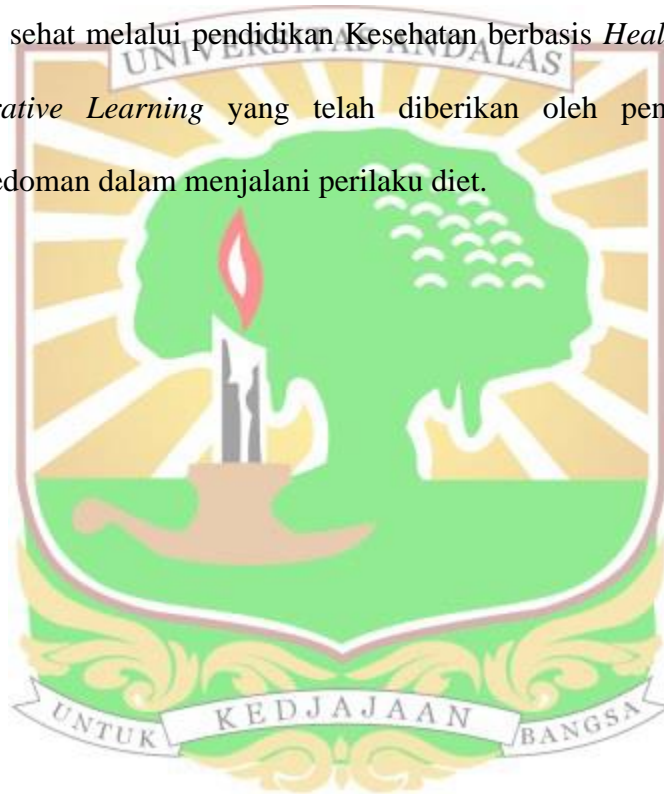 sehat melalui pendidikan Kesehatan berbasis Heal
UNIVERSITAS ANDALAS
rative Learning yang telah diberikan oleh pen
edoman dalam menjalani perilaku diet.
UNTUK KEDJAJAAN BANGSA